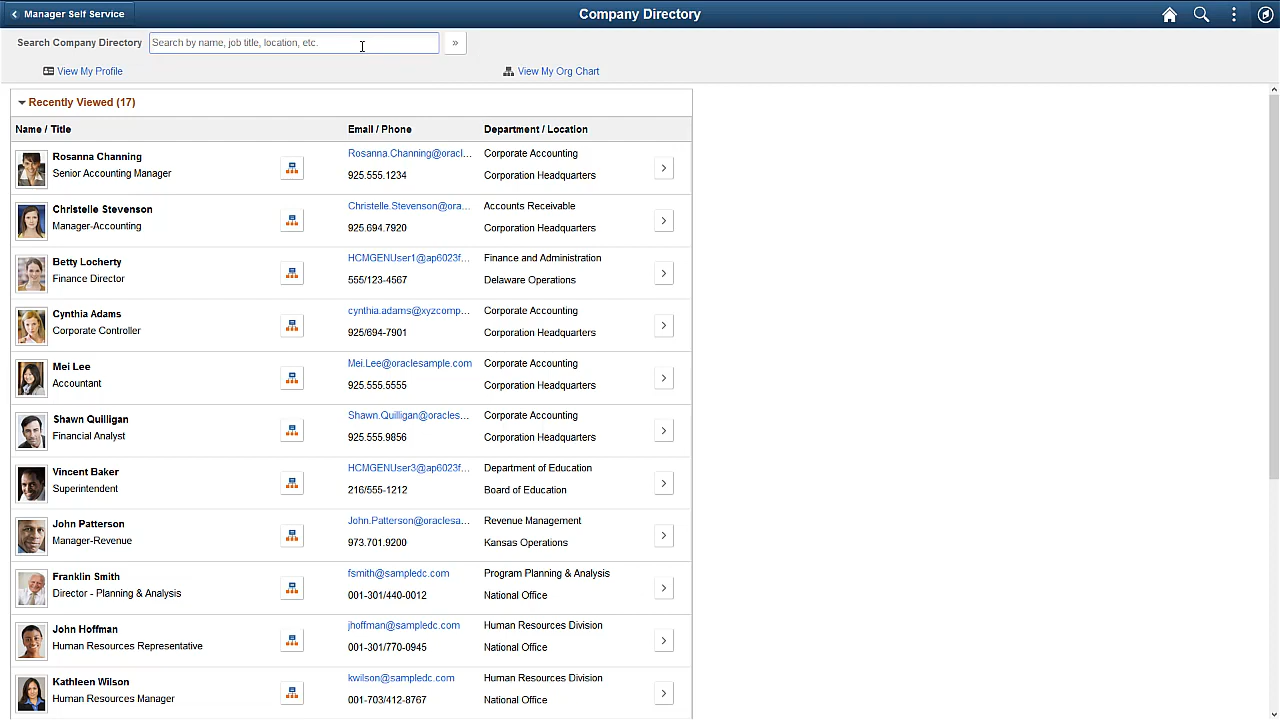 Manager Self Service
Company Directory
Search Company Directory
Search by name, job title, location, etc.
»
View My Profile
View My Org Chart
Recently Viewed (17)
Name / Title
Email / Phone
Department / Location
Rosanna Channing
Senior Accounting Manager
Rosanna.Channing@oracl...
925.555.1234
Corporate Accounting
Corporation Headquarters
Christelle Stevenson
Manager-Accounting
Christelle.Stevenson@ora...
925.694.7920
Accounts Receivable
Corporation Headquarters
Betty Locherty
Finance Director
HCMGENUser1@ap6023f...
555/123-4567
Finance and Administration
Delaware Operations
Cynthia Adams
Corporate Controller
cynthia.adams@xyzcomp...
925/694-7901
Corporate Accounting
Corporation Headquarters
Mei Lee
Accountant
Mei.Lee@oraclesample.com
925.555.5555
Corporate Accounting
Corporation Headquarters
Shawn Quilligan
Financial Analyst
Shawn.Quilligan@oracles...
925.555.9856
Corporate Accounting
Corporation Headquarters
Vincent Baker
Superintendent
HCMGENUser3@ap6023f...
216/555-1212
Department of Education
Board of Education
John Patterson
Manager-Revenue
John.Patterson@oraclesa...
973.701.9200
Revenue Management
Kansas Operations
Franklin Smith
Director - Planning & Analysis
fsmith@sampledc.com
001-301/440-0012
Program Planning & Analysis
National Office
John Hoffman
Human Resources Representative
jhoffman@sampledc.com
001-301/770-0945
Human Resources Division
National Office
Kathleen Wilson
Human Resources Manager
kwilson@sampledc.com
001-703/412-8767
Human Resources Division
National Office